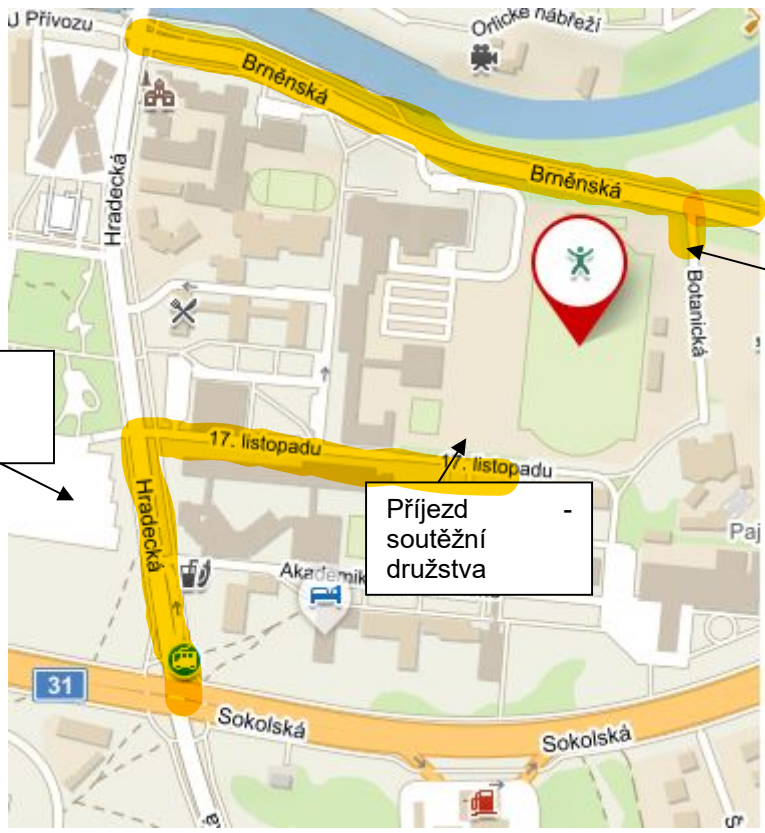 U Přívozu
Orlické nábřeží
Brněnská
Brněnská
Hradecká
Botanická
17. listopadu
17. listopadu
Hradecká
Příjezd -
soutěžní
družstva
Akademik
Paj
31
Sokolská
Sokolská